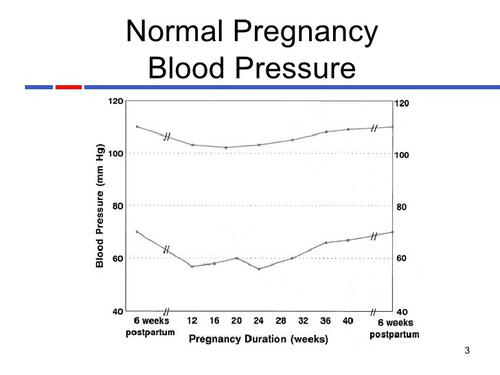 Normal Pregnancy
Blood Pressure
120
100
80
60
40
120
100
80
60
40
Blood Pressure (mm Hg)
6 weeks
postpartum
12 16 20 24 28 32 36 40
6 weeks
postpartum
Pregnancy Duration (weeks)
3